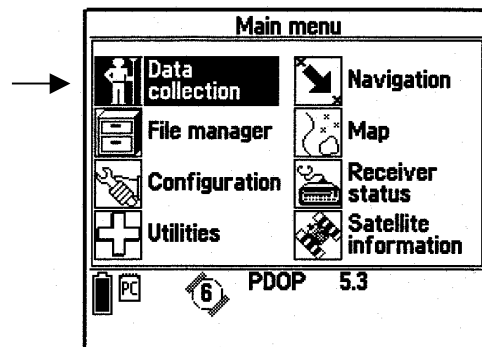 Main menu
Data collection
Navigation
File manager
Map
Configuration
Receiver status
Utilities
Satellite information
PC
6
PDOP 5.3